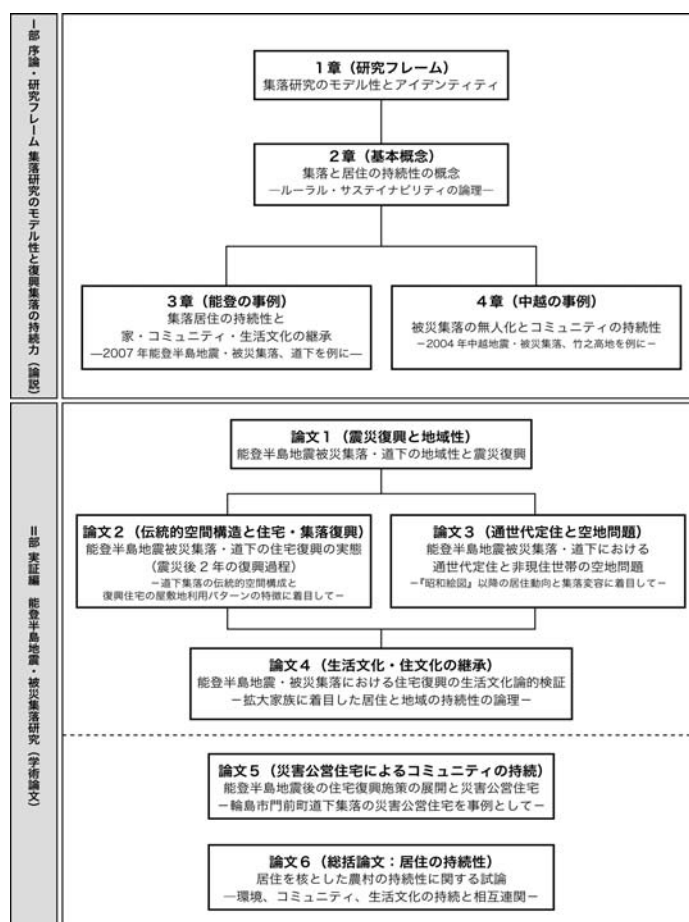 I部 序論・研究フレーム 集落研究のモデル性と復興集落の持続力（論説）
1章（研究フレーム）
集落研究のモデル性とアイデンティティ
2章（基本概念）
集落と居住の持続性の概念
―ルーラル・サステイナビリティの論理―
3章（能登の事例）
集落居住の持続性と
家・コミュニティ・生活文化の継承
―2007年能登半島地震・被災集落、道下を例に―
4章（中越の事例）
被災集落の無人化とコミュニティの持続性
－2004年中越地震・被災集落、竹之高地を例に－
II部 実証編 能登半島地震・被災集落研究（学術論文）
論文1（震災復興と地域性）
能登半島地震被災集落・道下の地域性と震災復興
論文2（伝統的空間構造と住宅・集落復興）
能登半島地震被災集落・道下の住宅復興の実態
（震災後2年の復興過程）
－道下集落の伝統的空間構成と
復興住宅の屋敷地利用パターンの特徴に着目して－
論文3（通世代定住と空地問題）
能登半島地震被災集落・道下における
通世代定住と非現住世帯の空地問題
－『昭和絵図』以降の居住動向と集落変容に着目して－
論文4（生活文化・住文化の継承）
能登半島地震・被災集落における住宅復興の生活文化論的検証
－拡大家族に着目した居住と地域の持続性の論理－
論文5（災害公営住宅によるコミュニティの持続）
能登半島地震後の住宅復興施策の展開と災害公営住宅
－輪島市門前町道下集落の災害公営住宅を事例として－
論文6（総括論文：居住の持続性）
居住を核とした農村の持続性に関する試論
―環境、コミュニティ、生活文化の持続と相互連関－